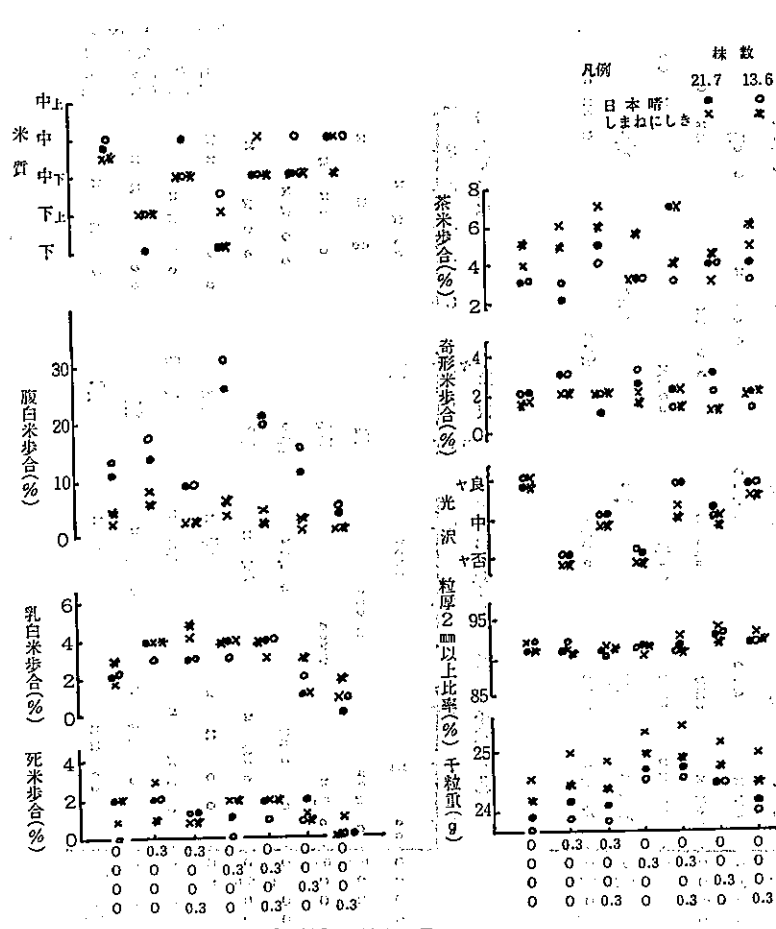 凡例
株数
21.7 13.6
日本晴
しまねにしき
米質
中上
中
中下
下上
下
腹白米歩合(%)
30
20
10
0
乳白米歩合(%)
6
4
2
0
死米歩合(%)
4
2
0
0 0.3 0.3 0 0 0 0
0 0 0 0.3 0.3 0 0
0 0 0 0 0 0.3 0
0 0 0.3 0 0.3 0 0.3
茶米歩合(%)
8
6
4
2
奇形米歩合(%)
4
2
0
光沢
ヤ良
中
ヤ否
粒厚2㎜以上比率(%)
95
85
千粒重(g)
25
24
0 0.3 0.3 0 0 0 0
0 0 0 0.3 0.3 0 0
0 0 0 0 0 0.3 0
0 0 0.3 0 0.3 0 0.3